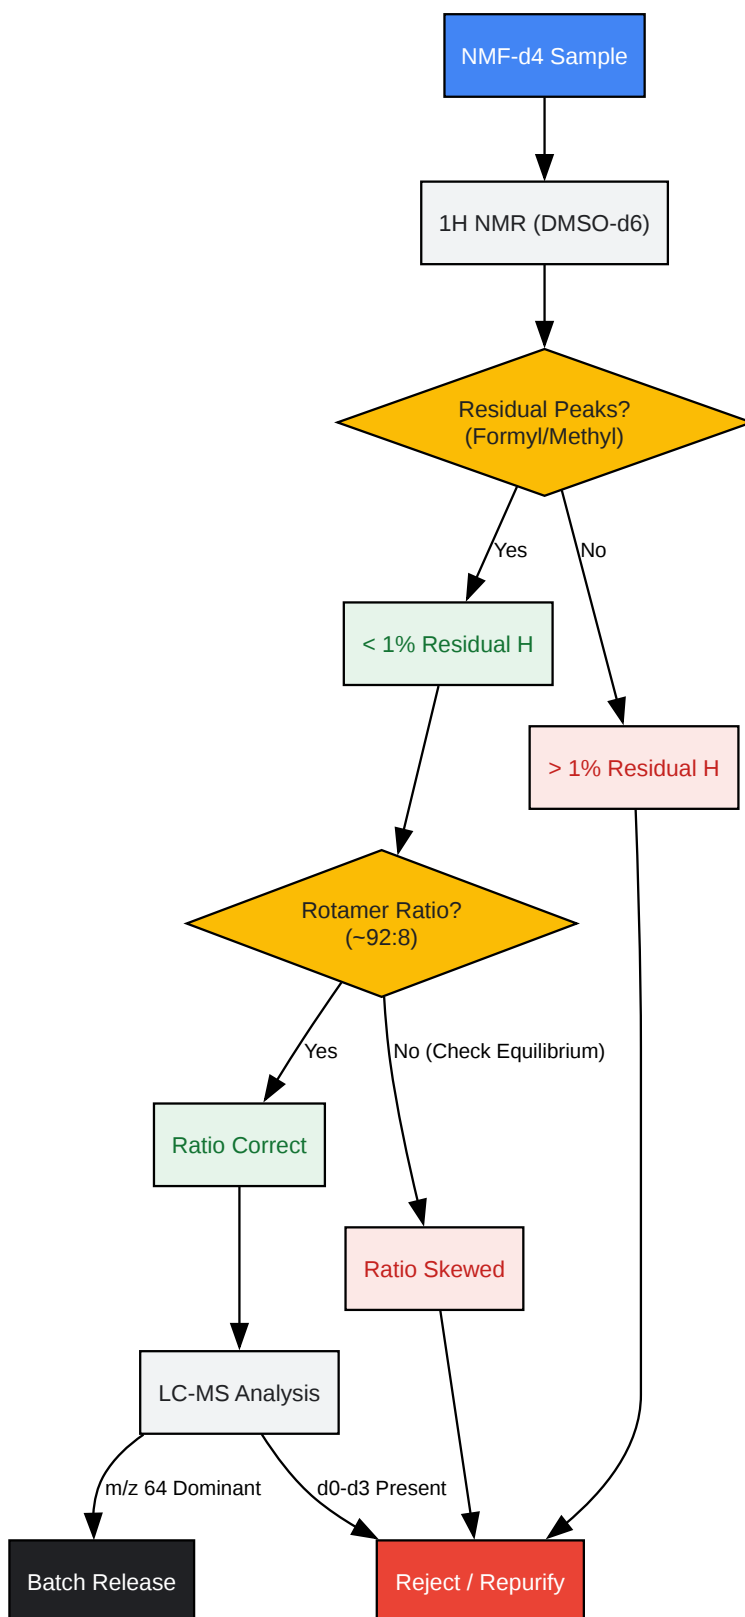 NMF-d4 Sample
1H NMR (DMSO-d6)
Residual Peaks?
(Formyl/Methyl)
Yes
No
< 1% Residual H
> 1% Residual H
Rotamer Ratio?
(~92:8)
Yes
No (Check Equilibrium)
Ratio Correct
Ratio Skewed
LC-MS Analysis
m/z 64 Dominant
d0-d3 Present
Batch Release
Reject / Repurify